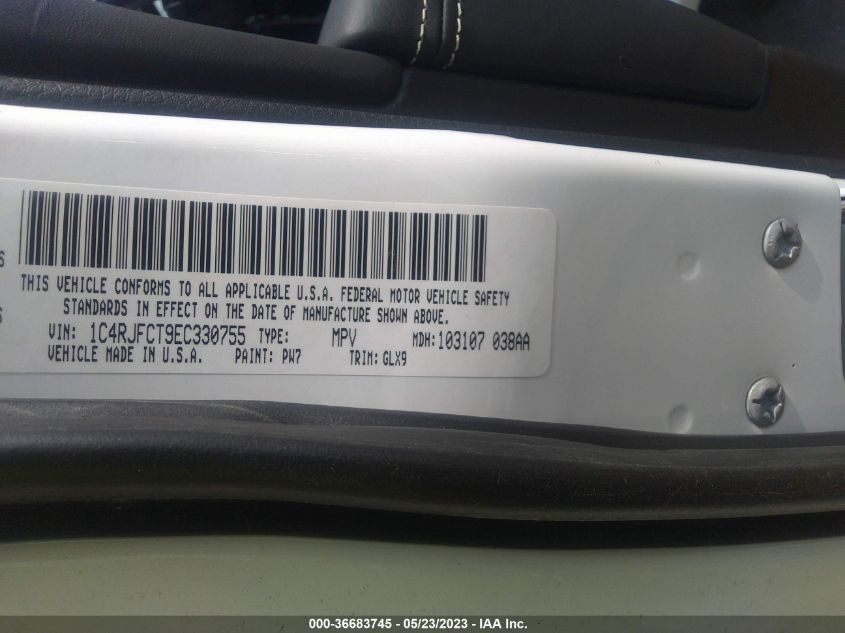 S
THIS VEHICLE CONFORMS TO ALL APPLICABLE U.S.A. FEDERAL MOTOR VEHICLE SAFETY
STANDARDS IN EFFECT ON THE DATE OF MANUFACTURE SHOWN ABOVE.
S
VIN: 1C4RJFCT9EC330755 TYPE: MPV MDH:103107 038AA
VEHICLE MADE IN U.S.A. PAINT: PW7 TRIM:GLX9
000-36683745 / 05/23/2023 - IAA Inc.